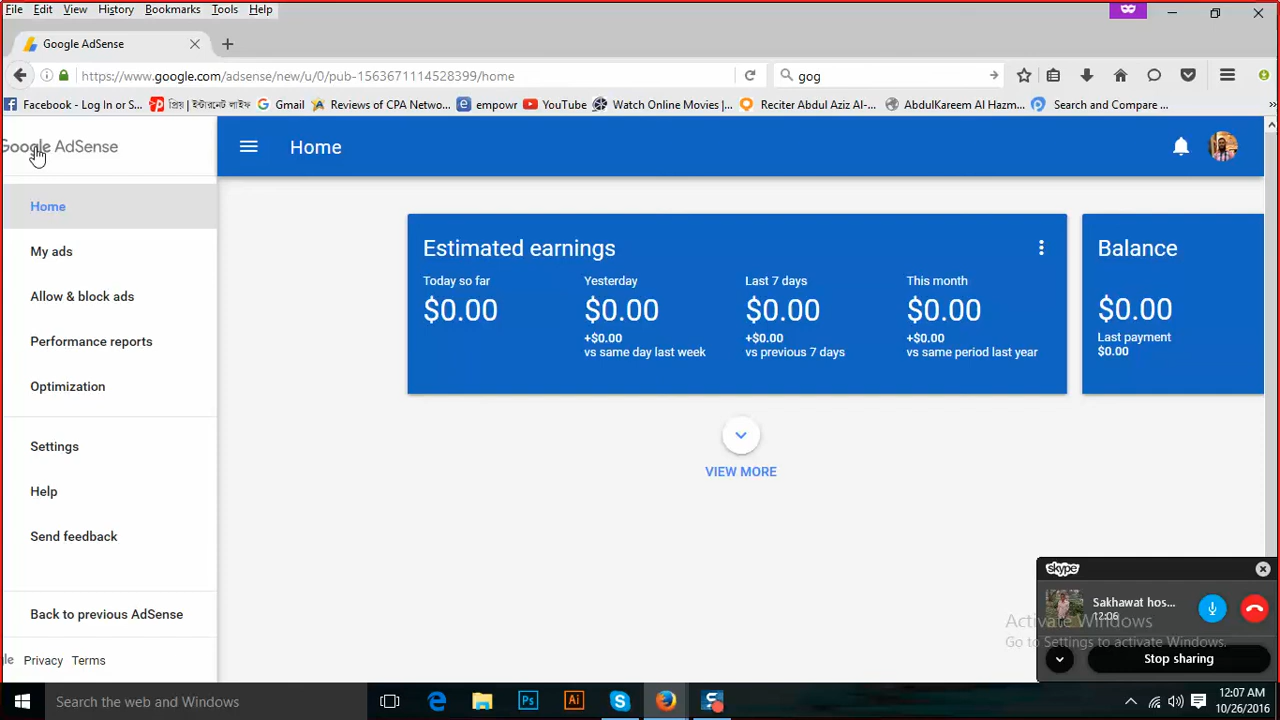 File Edit View History Bookmarks Tools Help
Google AdSense
https://www.google.com/adsense/new/u/0/pub-1563671114528399/home
gog
Facebook - Log In or S... প্রিয় | ইন্টারনেট লাইফ Gmail Reviews of CPA Netwo... empowr YouTube Watch Online Movies |... Reciter Abdul Aziz Al-... AbdulKareem Al Hazm... Search and Compare ... »
Google AdSense
Home
Home
My ads
Allow & block ads
Performance reports
Optimization
Settings
Help
Send feedback
Back to previous AdSense
gle Privacy Terms
Estimated earnings
Today so far
$0.00
Yesterday
$0.00
+$0.00
vs same day last week
Last 7 days
$0.00
+$0.00
vs previous 7 days
This month
$0.00
+$0.00
vs same period last year
Balance
$0.00
Last payment
$0.00
VIEW MORE
skype
Sakhawat hos...
12:06
Activate Windows
Go to Settings to activate Windows.
Stop sharing
Search the web and Windows
Ps
Ai
12:07 AM
10/26/2016